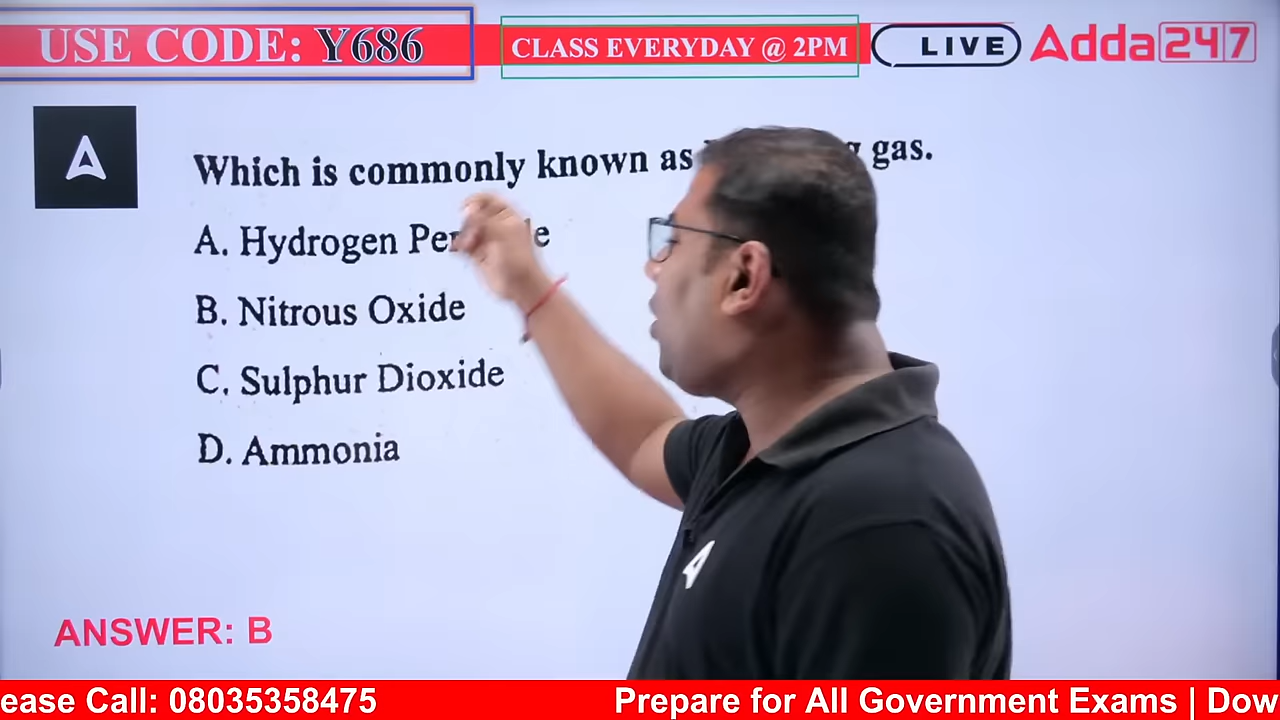 USE CODE: Y686
CLASS EVERYDAY @ 2PM
LIVE
Adda247
Which is commonly known as gas.
A. Hydrogen
B. Nitrous Oxide
C. Sulphur Dioxide
D. Ammonia
ANSWER: B
ease Call: 08035358475
Prepare for All Government Exams | Dow